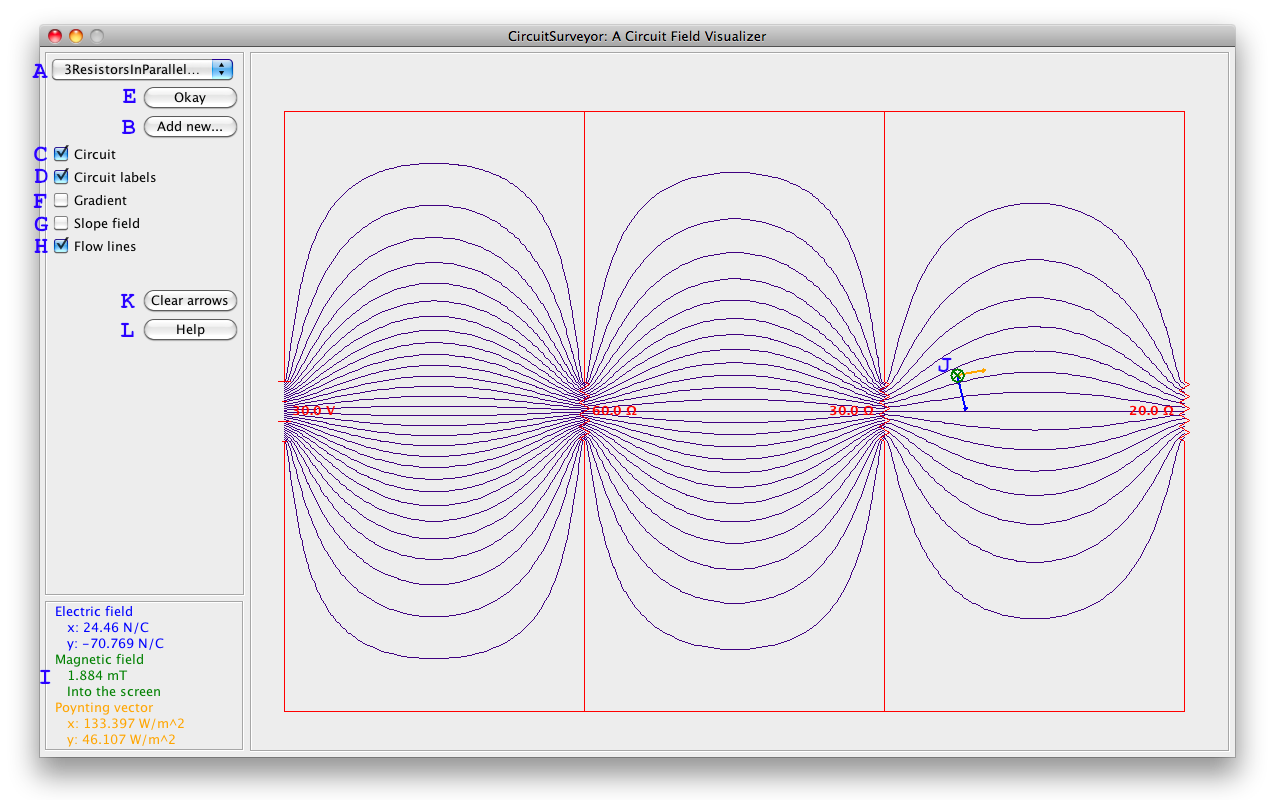 CircuitSurveyor: A Circuit Field Visualizer
A 3ResistorsInParallel...
E Okay
B Add new...
C Circuit
D Circuit labels
F Gradient
G Slope field
H Flow lines
K Clear arrows
L Help
J
30.0 V 60.0 Ω 30.0 Ω 20.0 Ω
Electric field
x: 24.46 N/C
y: -70.769 N/C
Magnetic field
I 1.884 mT
Into the screen
Poynting vector
x: 133.397 W/m^2
y: 46.107 W/m^2